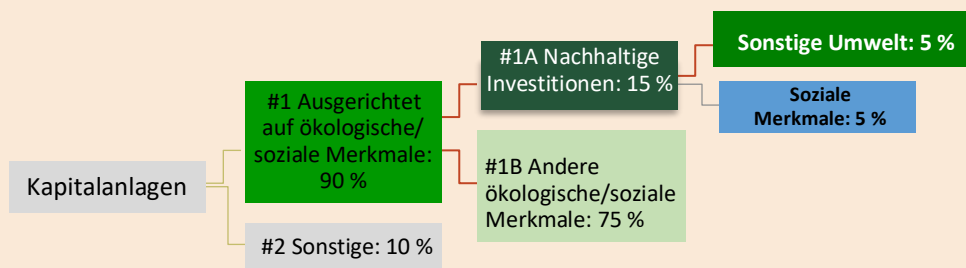 Kapitalanlagen
#1 Ausgerichtet
auf ökologische/
soziale Merkmale:
90 %
#2 Sonstige: 10 %
#1A Nachhaltige
Investitionen: 15 %
#1B Andere
ökologische/soziale
Merkmale: 75 %
Sonstige Umwelt: 5 %
Soziale
Merkmale: 5 %